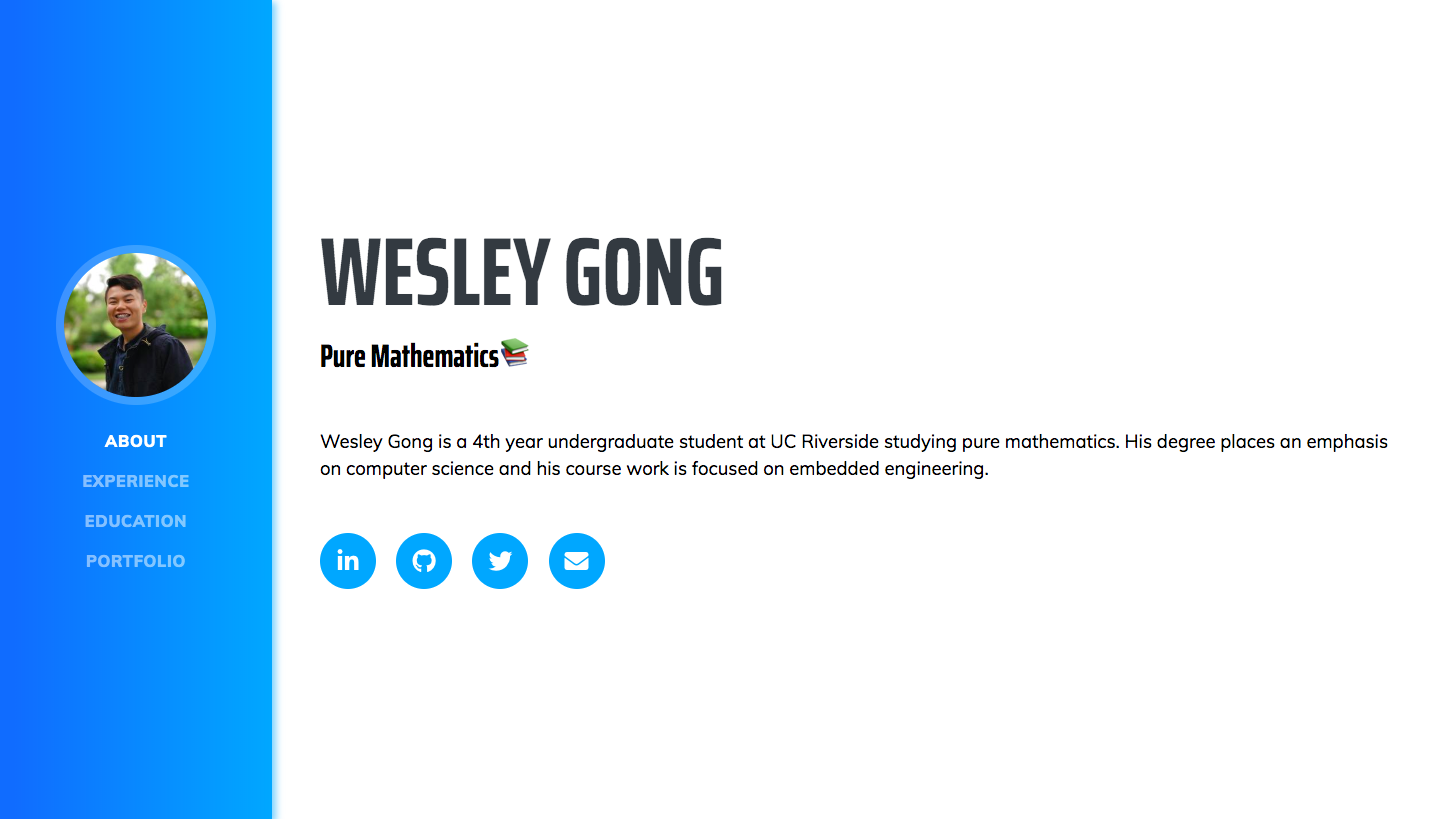 ABOUT
EXPERIENCE
EDUCATION
PORTFOLIO
WESLEY GONG
Pure Mathematics📚
Wesley Gong is a 4th year undergraduate student at UC Riverside studying pure mathematics. His degree places an emphasis
on computer science and his course work is focused on embedded engineering.
in